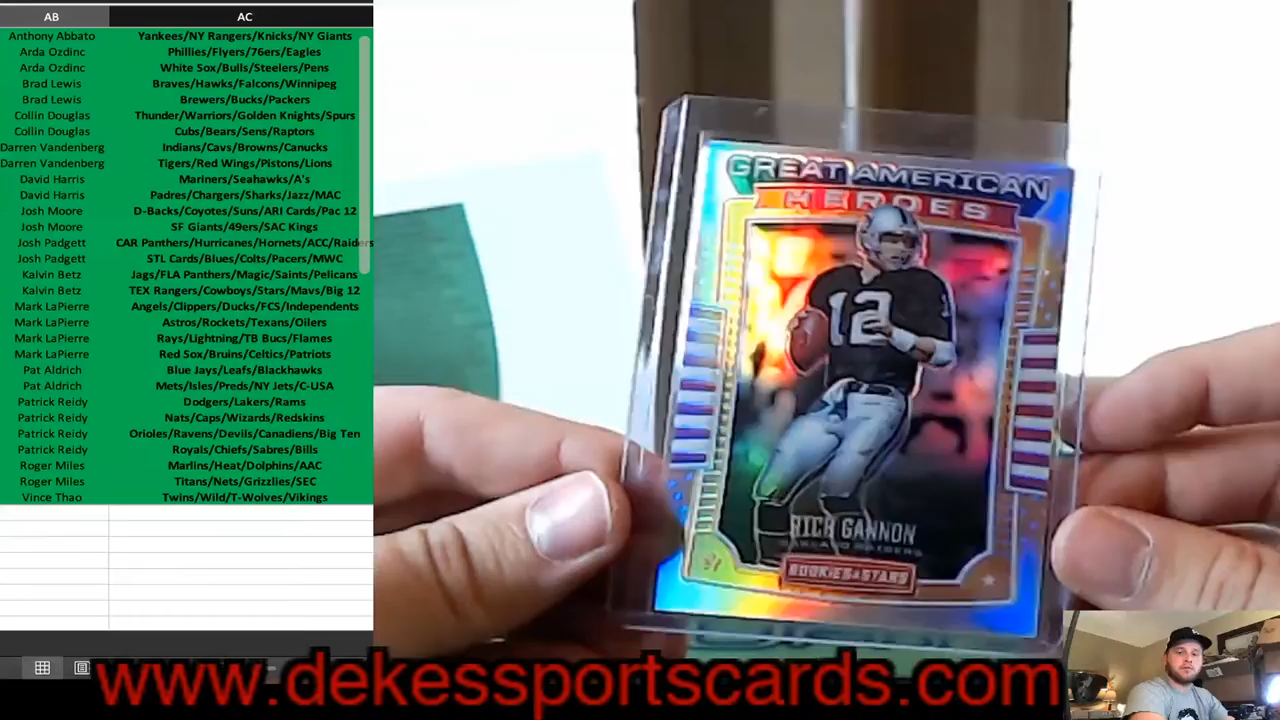 AB AC
Anthony Abbato Yankees/NY Rangers/Knicks/NY Giants
Arda Ozdinc Phillies/Flyers/76ers/Eagles
Arda Ozdinc White Sox/Bulls/Steelers/Pens
Brad Lewis Braves/Hawks/Falcons/Winnipeg
Brad Lewis Brewers/Bucks/Packers
Collin Douglas Thunder/Warriors/Golden Knights/Spurs
Collin Douglas Cubs/Bears/Sens/Raptors
Darren Vandenberg Indians/Cavs/Browns/Canucks
Darren Vandenberg Tigers/Red Wings/Pistons/Lions
David Harris Mariners/Seahawks/A's
David Harris Padres/Chargers/Sharks/Jazz/MAC
Josh Moore D-Backs/Coyotes/Suns/ARI Cards/Pac 12
Josh Moore SF Giants/49ers/SAC Kings
Josh Padgett CAR Panthers/Hurricanes/Hornets/ACC/Raiders
Josh Padgett STL Cards/Blues/Colts/Pacers/MWC
Kalvin Betz Jags/FLA Panthers/Magic/Saints/Pelicans
Kalvin Betz TEX Rangers/Cowboys/Stars/Mavs/Big 12
Mark LaPierre Angels/Clippers/Ducks/FCS/Independents
Mark LaPierre Astros/Rockets/Texans/Oilers
Mark LaPierre Rays/Lightning/TB Bucs/Flames
Mark LaPierre Red Sox/Bruins/Celtics/Patriots
Pat Aldrich Blue Jays/Leafs/Blackhawks
Pat Aldrich Mets/Isles/Preds/NY Jets/C-USA
Patrick Reidy Dodgers/Lakers/Rams
Patrick Reidy Nats/Caps/Wizards/Redskins
Patrick Reidy Orioles/Ravens/Devils/Canadiens/Big Ten
Patrick Reidy Royals/Chiefs/Sabres/Bills
Roger Miles Marlins/Heat/Dolphins/AAC
Roger Miles Titans/Nets/Grizzlies/SEC
Vince Thao Twins/Wild/T-Wolves/Vikings
GREAT AMERICAN
HEROES
12
RICH GANNON
OAKLAND RAIDERS
ROOKIES & STARS
www.dekessportscards.com